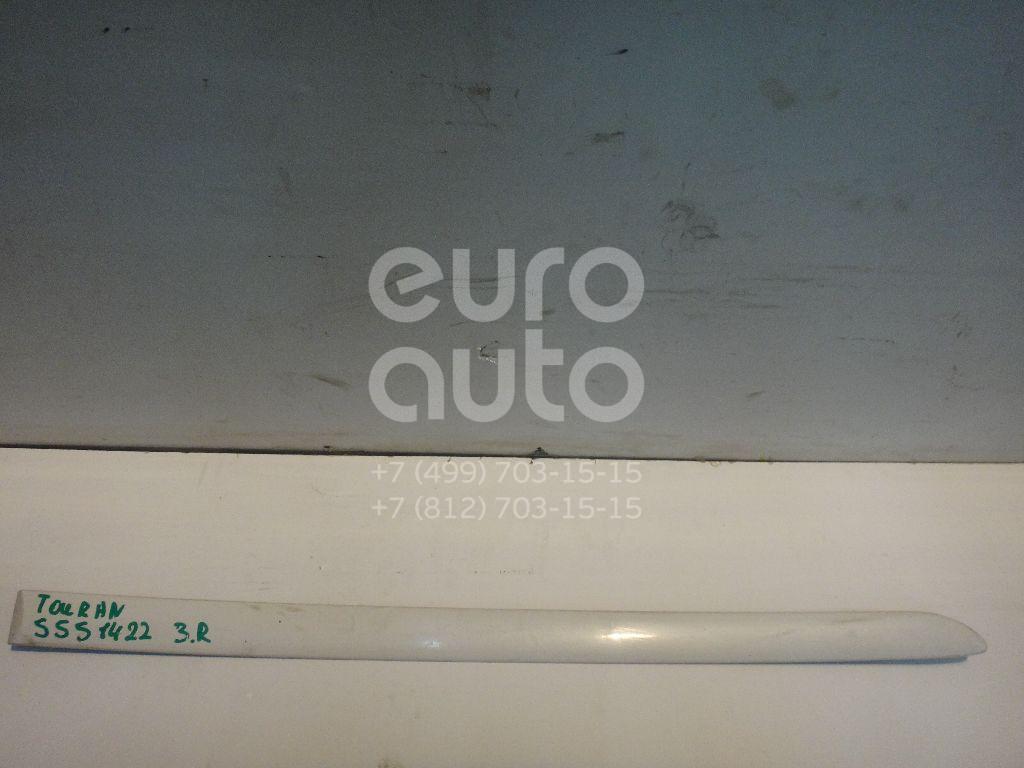 euro
auto
+7 (499) 703-15-15
+7 (812) 703-15-15
TOURAN
SSS1422 3.R